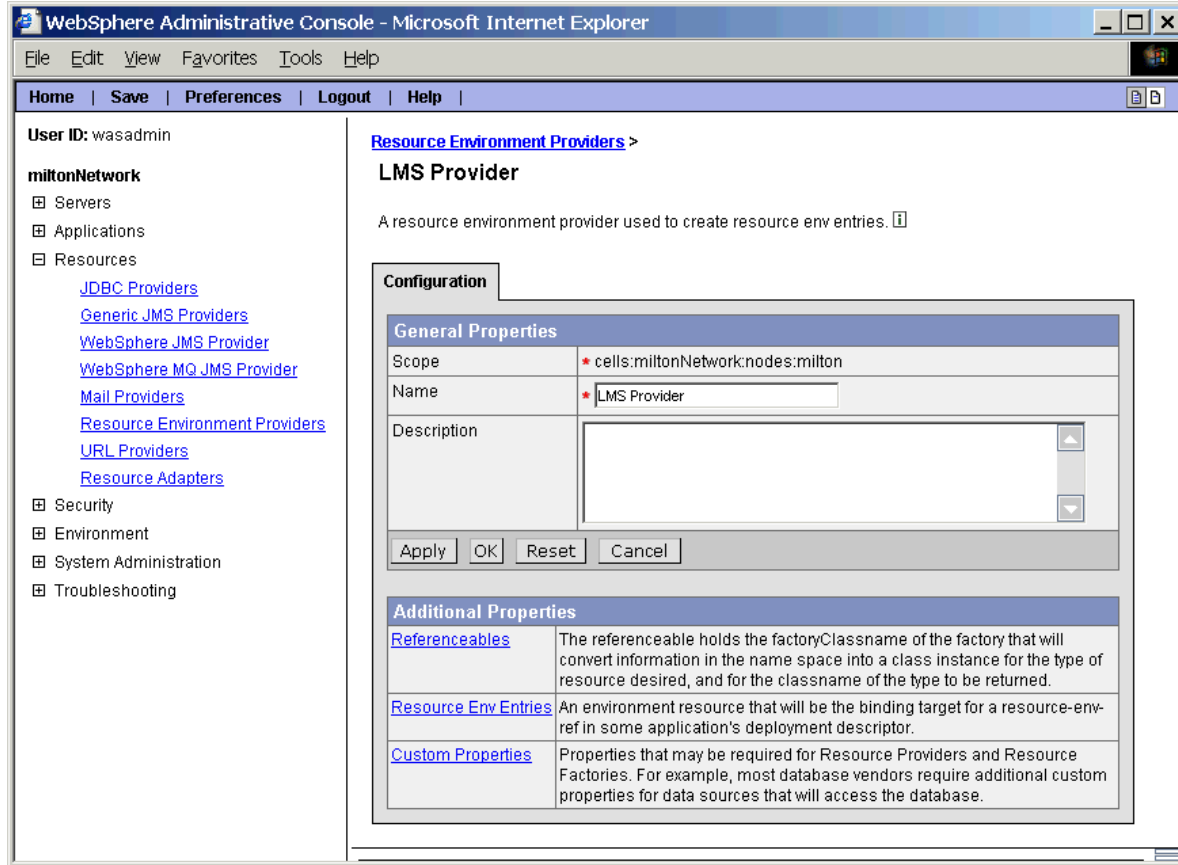 WebSphere Administrative Console - Microsoft Internet Explorer
File Edit View Favorites Tools Help
Home | Save | Preferences | Logout | Help |
User ID: wasadmin
miltonNetwork
Servers
Applications
Resources
JDBC Providers
Generic JMS Providers
WebSphere JMS Provider
WebSphere MQ JMS Provider
Mail Providers
Resource Environment Providers
URL Providers
Resource Adapters
Security
Environment
System Administration
Troubleshooting
Resource Environment Providers >
LMS Provider
A resource environment provider used to create resource env entries. i
Configuration
General Properties
Scope * cells:miltonNetwork:nodes:milton
Name * LMS Provider
Description
Apply OK Reset Cancel
Additional Properties
Referenceables The referenceable holds the factoryClassname of the factory that will
convert information in the name space into a class instance for the type of
resource desired, and for the classname of the type to be returned.
Resource Env Entries An environment resource that will be the binding target for a resource-env-
ref in some application's deployment descriptor.
Custom Properties Properties that may be required for Resource Providers and Resource
Factories. For example, most database vendors require additional custom
properties for data sources that will access the database.